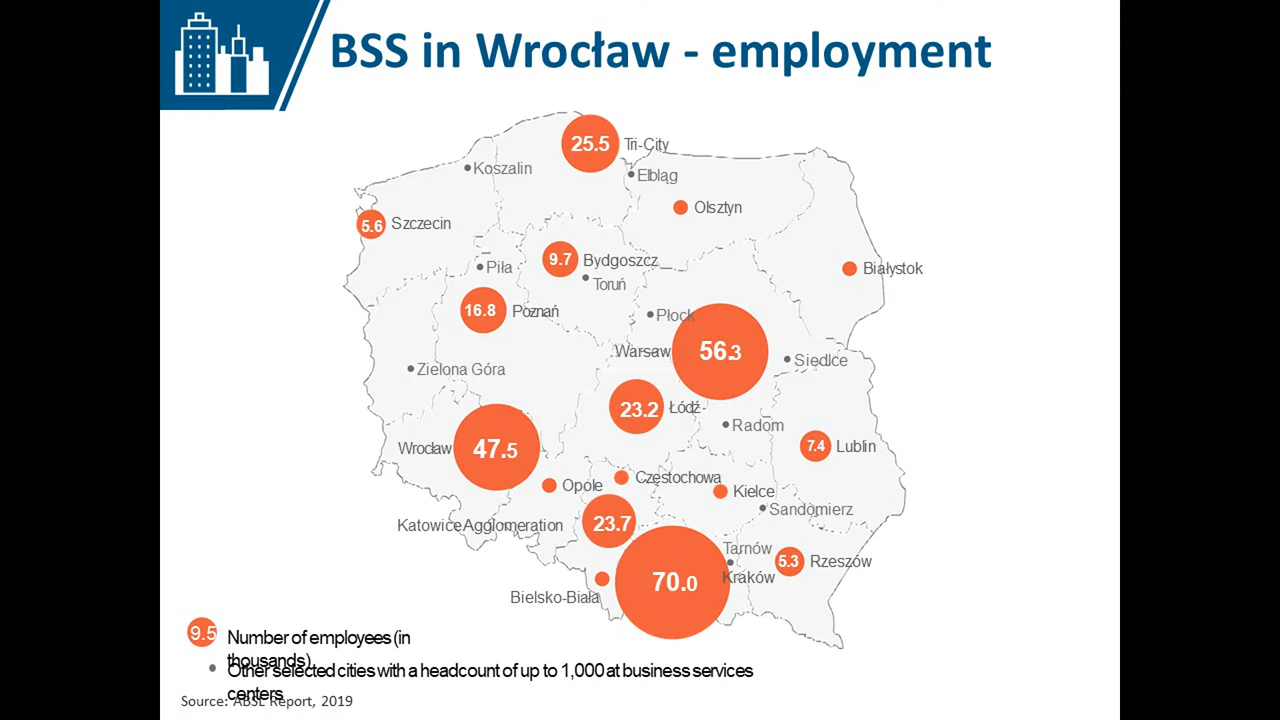 BSS in Wrocław - employment
25.5 Tri-City
Koszalin
Elbląg
Olsztyn
5.6 Szczecin
9.7 Bydgoszcz
Białystok
Piła
Toruń
16.8 Poznań
Płock
Warsaw 56.3
Siedlce
Zielona Góra
23.2 Łódź
Radom
Wrocław 47.5
7.4 Lublin
Częstochowa
Opole
Kielce
Sandomierz
Katowice Agglomeration 23.7
Tarnów
5.3 Rzeszów
70.0 Kraków
Bielsko-Biała
9.5 Number of employees (in
thousands)
Other selected cities with a headcount of up to 1,000 at business services
centers
Source: ABSL Report, 2019